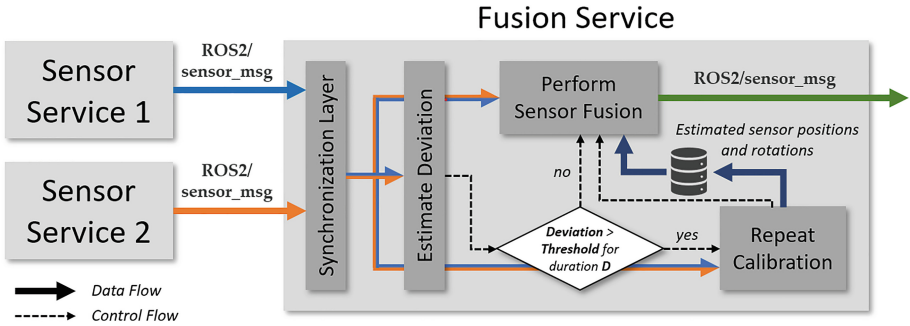 Fusion Service
Sensor
Service 1
ROS2/
sensor_msg
Sensor
Service 2
ROS2/
sensor_msg
Synchronization Layer
Estimate Deviation
Perform
Sensor Fusion
ROS2/sensor_msg
Estimated sensor positions
and rotations
no
Deviation >
Threshold for
duration D
yes
Repeat
Calibration
Data Flow
Control Flow